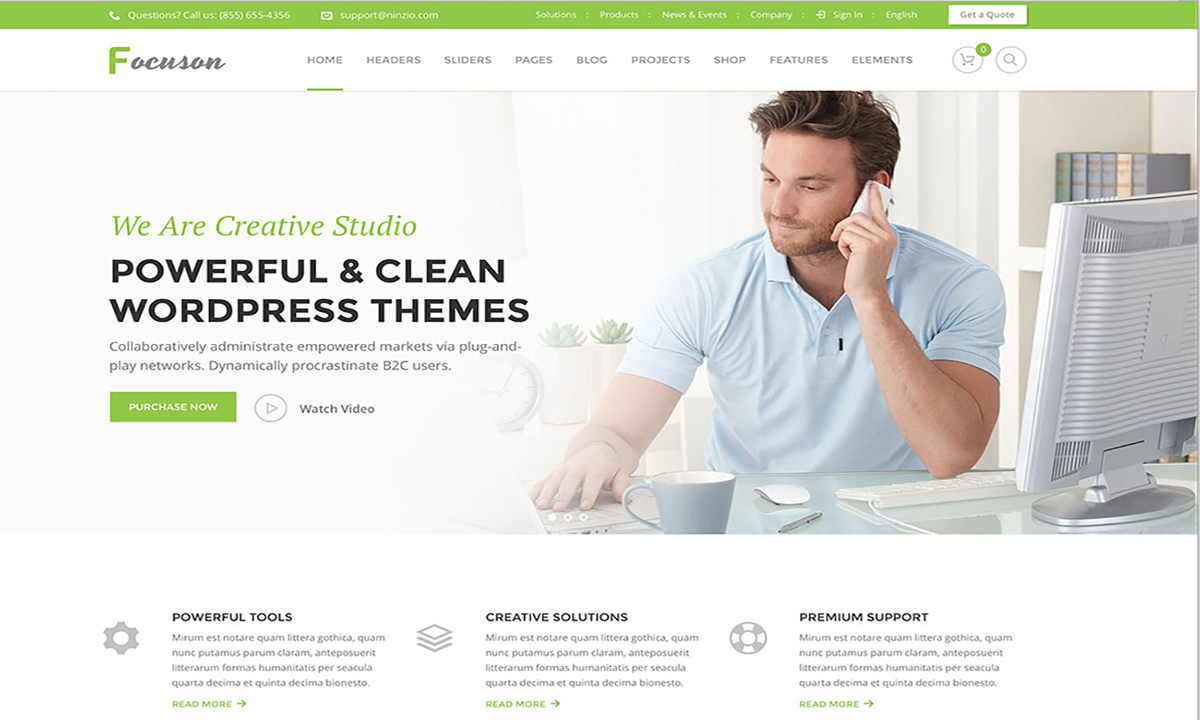 Questions? Call us: (855) 655-4356 support@ninzio.com Solutions : Products : News & Events : Company : Sign In : English Get a Quote
Focuson HOME HEADERS SLIDERS PAGES BLOG PROJECTS SHOP FEATURES ELEMENTS 0
We Are Creative Studio
POWERFUL & CLEAN
WORDPRESS THEMES
Collaboratively administrate empowered markets via plug-and-
play networks. Dynamically procrastinate B2C users.
PURCHASE NOW Watch Video
POWERFUL TOOLS
Mirum est notare quam littera gothica, quam
nunc putamus parum claram, anteposuerit
litterarum formas humanitatis per seacula
quarta decima et quinta decima bionesto.
READ MORE
CREATIVE SOLUTIONS
Mirum est notare quam littera gothica, quam
nunc putamus parum claram, anteposuerit
litterarum formas humanitatis per seacula
quarta decima et quinta decima bionesto.
READ MORE
PREMIUM SUPPORT
Mirum est notare quam littera gothica, quam
nunc putamus parum claram, anteposuerit
litterarum formas humanitatis per seacula
quarta decima et quinta decima bionesto.
READ MORE